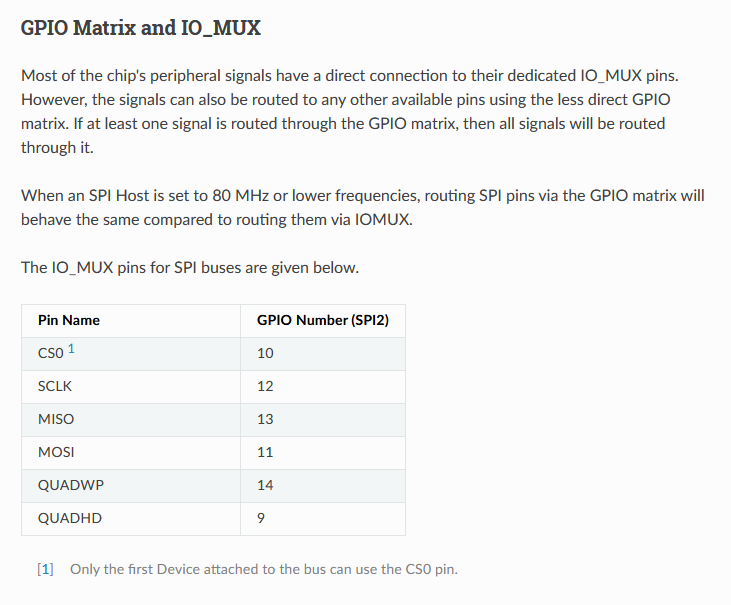 GPIO Matrix and IO_MUX
Most of the chip's peripheral signals have a direct connection to their dedicated IO_MUX pins.
However, the signals can also be routed to any other available pins using the less direct GPIO
matrix. If at least one signal is routed through the GPIO matrix, then all signals will be routed
through it.
When an SPI Host is set to 80 MHz or lower frequencies, routing SPI pins via the GPIO matrix will
behave the same compared to routing them via IOMUX.
The IO_MUX pins for SPI buses are given below.
Pin Name GPIO Number (SPI2)
CS0 1 10
SCLK 12
MISO 13
MOSI 11
QUADWP 14
QUADHD 9
[1] Only the first Device attached to the bus can use the CS0 pin.